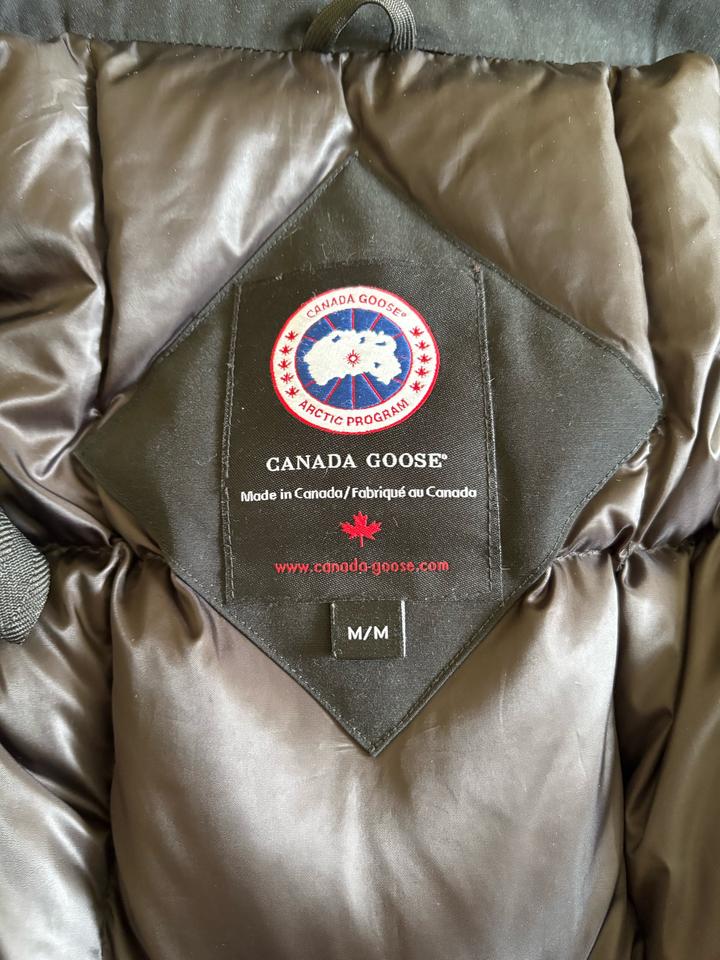 CANADA GOOSE®
ARCTIC PROGRAM
CANADA GOOSE®
Made in Canada/Fabriqué au Canada
www.canada-goose.com
M/M